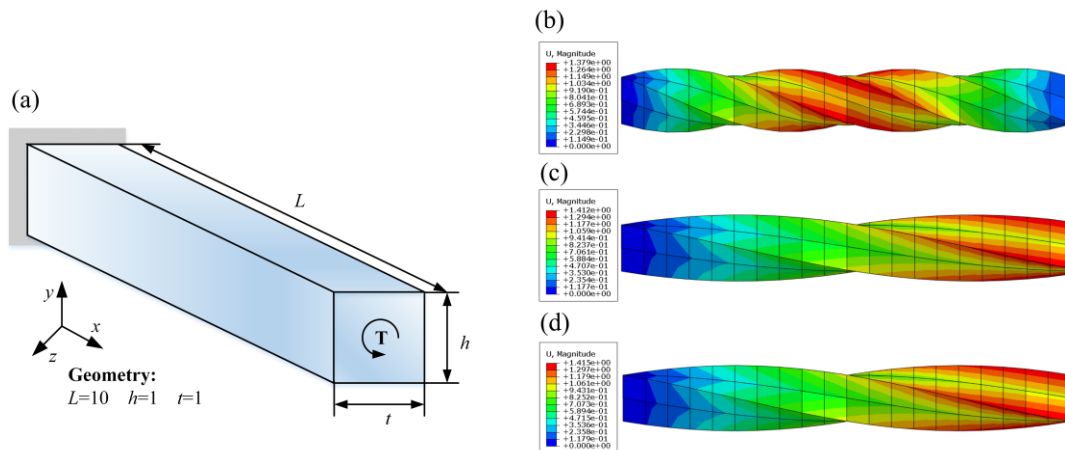 (a)
L
y
x
z
T
h
t
Geometry:
L=10 h=1 t=1
(b)
U, Magnitude
+1.379e+00
+1.264e+00
+1.149e+00
+1.034e+00
+9.190e-01
+8.041e-01
+6.893e-01
+5.744e-01
+4.595e-01
+3.446e-01
+2.298e-01
+1.149e-01
+0.000e+00
(c)
U, Magnitude
+1.412e+00
+1.294e+00
+1.177e+00
+1.059e+00
+9.414e-01
+8.237e-01
+7.061e-01
+5.884e-01
+4.707e-01
+3.530e-01
+2.354e-01
+1.177e-01
+0.000e+00
(d)
U, Magnitude
+1.415e+00
+1.297e+00
+1.179e+00
+1.061e+00
+9.431e-01
+8.252e-01
+7.073e-01
+5.894e-01
+4.715e-01
+3.536e-01
+2.358e-01
+1.179e-01
+0.000e+00